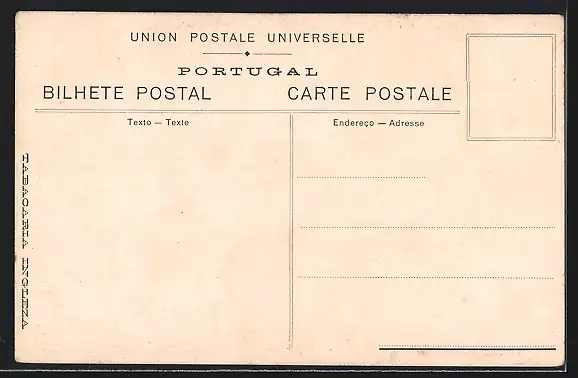 UNION POSTALE UNIVERSELLE
PORTUGAL
BILHETE POSTAL CARTE POSTALE
Texto — Texte
Endereço — Adresse
TABACARIA INGLEZA